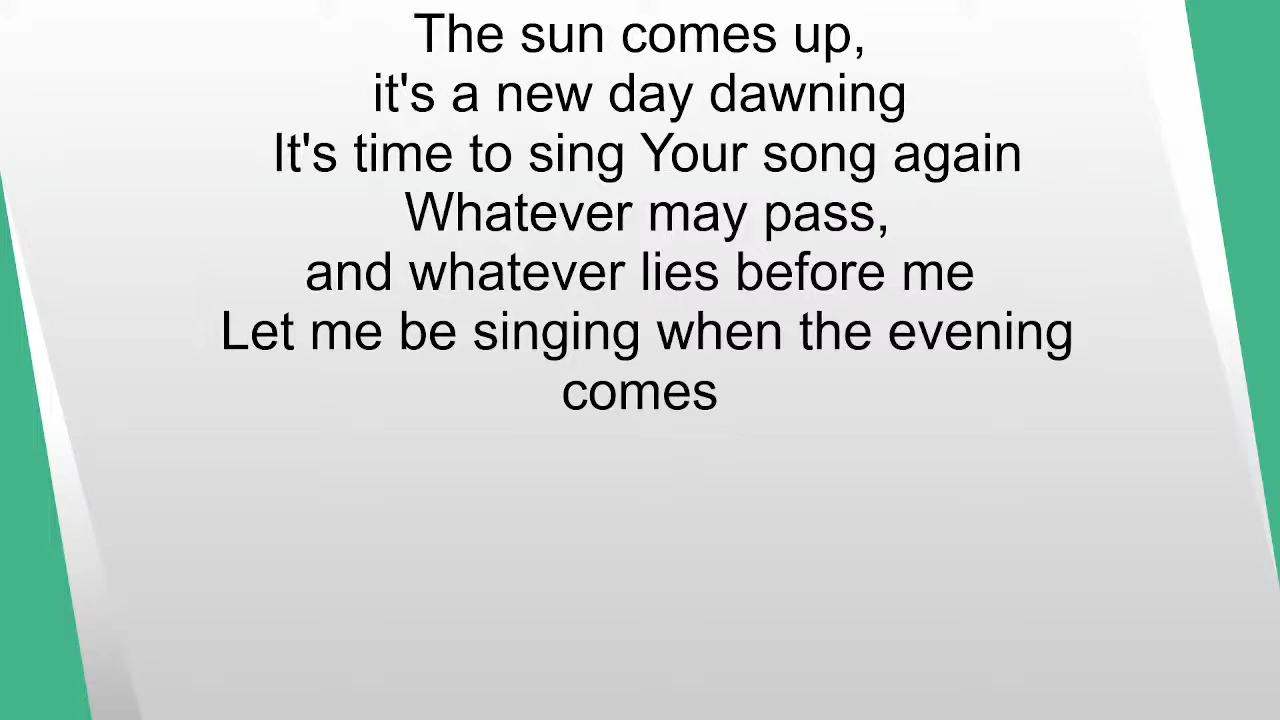 The sun comes up,
it's a new day dawning
It's time to sing Your song again
Whatever may pass,
and whatever lies before me
Let me be singing when the evening
comes